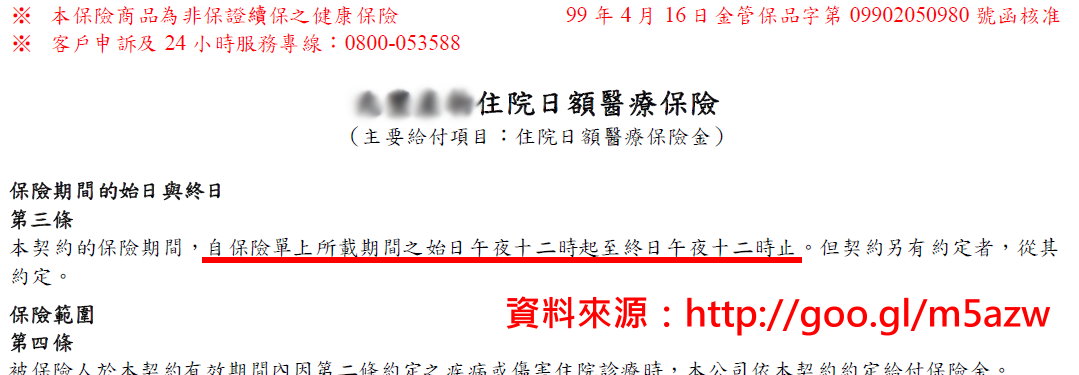 ※ 本保險商品為非保證續保之健康保險 99 年 4 月 16 日金管保品字第 09902050980 號函核准
※ 客戶申訴及 24 小時服務專線：0800-053588
住院日額醫療保險
（主要給付項目：住院日額醫療保險金）
保險期間的始日與終日
第三條
本契約的保險期間，自保險單上所載期間之始日午夜十二時起至終日午夜十二時止。但契約另有約定者，從其
約定。
保險範圍
資料來源：http://goo.gl/m5azw
第四條
被保險人於本契約有效期間內因第二條約定之疾病或傷害住院診療時，本公司依本契約約定給付保險金。